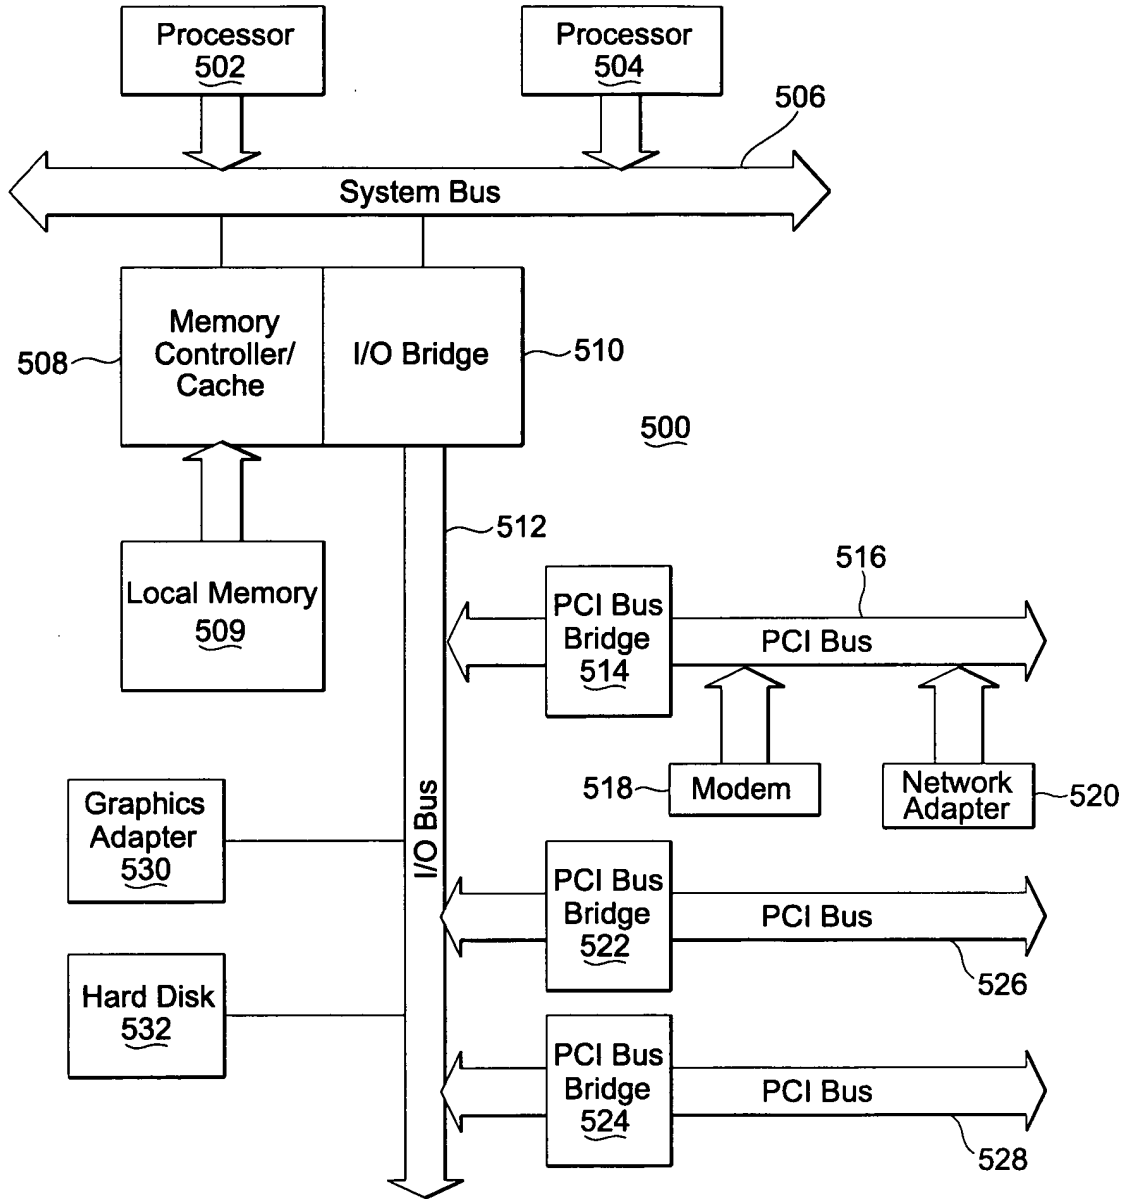 Processor
502
Processor
504
506
System Bus
508
Memory
Controller/
Cache
I/O Bridge
510
500
512
Local Memory
509
516
PCI Bus
Bridge
514
PCI Bus
518
Modem
Network
Adapter
520
Graphics
Adapter
530
I/O Bus
PCI Bus
Bridge
522
PCI Bus
526
Hard Disk
532
PCI Bus
Bridge
524
PCI Bus
528